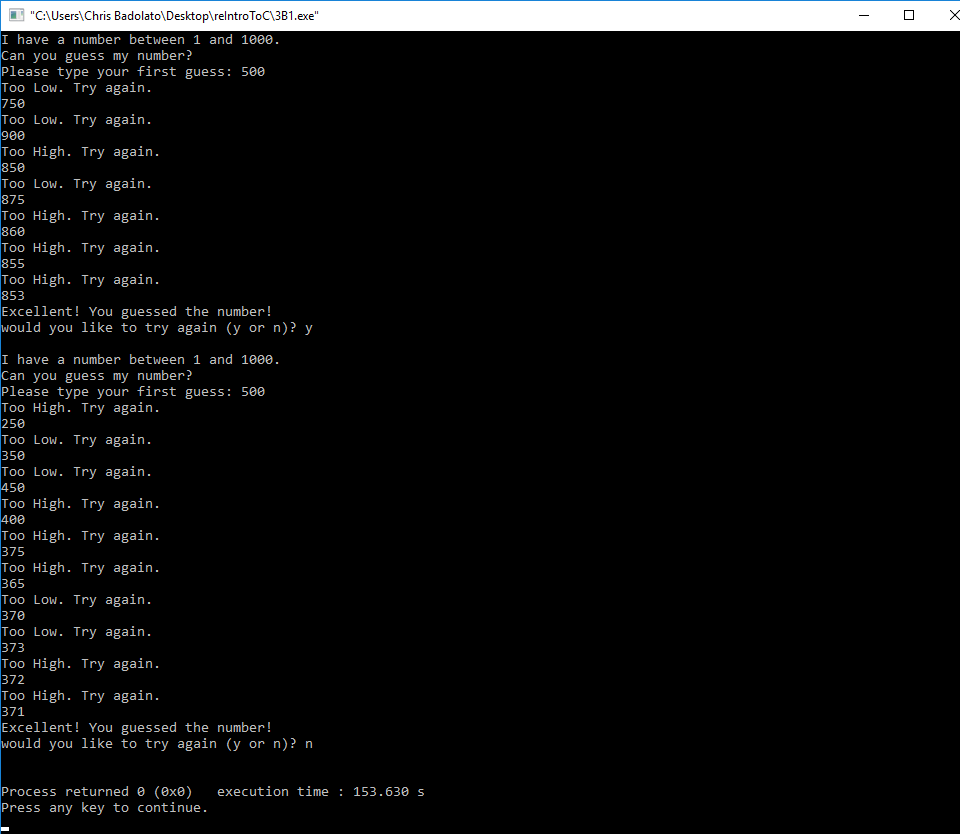 "C:\Users\Chris Badolato\Desktop\reIntroToC\3B1.exe"
I have a number between 1 and 1000.
Can you guess my number?
Please type your first guess: 500
Too Low. Try again.
750
Too Low. Try again.
900
Too High. Try again.
850
Too Low. Try again.
875
Too High. Try again.
860
Too High. Try again.
855
Too High. Try again.
853
Excellent! You guessed the number!
would you like to try again (y or n)? y

I have a number between 1 and 1000.
Can you guess my number?
Please type your first guess: 500
Too High. Try again.
250
Too Low. Try again.
350
Too Low. Try again.
450
Too High. Try again.
400
Too High. Try again.
375
Too High. Try again.
365
Too Low. Try again.
370
Too Low. Try again.
373
Too High. Try again.
372
Too High. Try again.
371
Excellent! You guessed the number!
would you like to try again (y or n)? n

Process returned 0 (0x0)   execution time : 153.630 s
Press any key to continue.